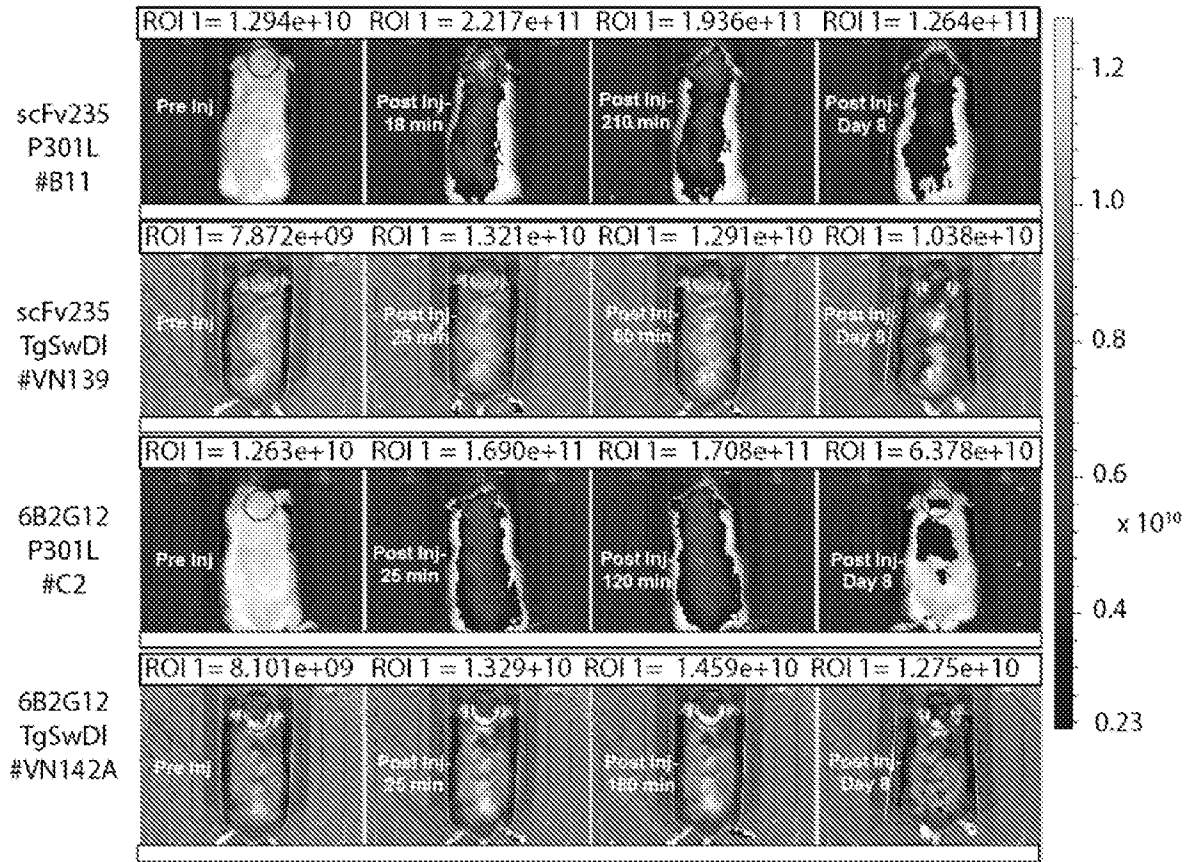 ROI 1= 1.294e+10 ROI 1= 2.217e+11 ROI 1= 1.936e+11 ROI 1= 1.264e+11
scFv235
P301L
#B11
Pre Inj
Post Inj-
18 min
Post Inj-
210 min
Post Inj-
Day 8
ROI 1= 7.872e+09 ROI 1= 1.321e+10 ROI 1= 1.291e+10 ROI 1= 1.038e+10
scFv235
TgSwDI
#VN139
Pre Inj
Post Inj-
20 min
Post Inj-
Post Inj-
Day 8
ROI 1= 1.263e+10 ROI 1= 1.690e+11 ROI 1= 1.708e+11 ROI 1= 6.378e+10
6B2G12
P301L
#C2
Pre Inj
Post Inj-
25 min
Post Inj-
120 min
Post Inj-
Day 9
ROI 1= 8.101e+09 ROI 1= 1.329+10 ROI 1= 1.459e+10 ROI 1= 1.275e+10
6B2G12
TgSwDI
#VN142A
Pre Inj
Post Inj-
25 min
Post Inj-
180 min
Post Inj-
Day 8
1.2
1.0
0.8
0.6
x 10¹⁰
0.4
0.23